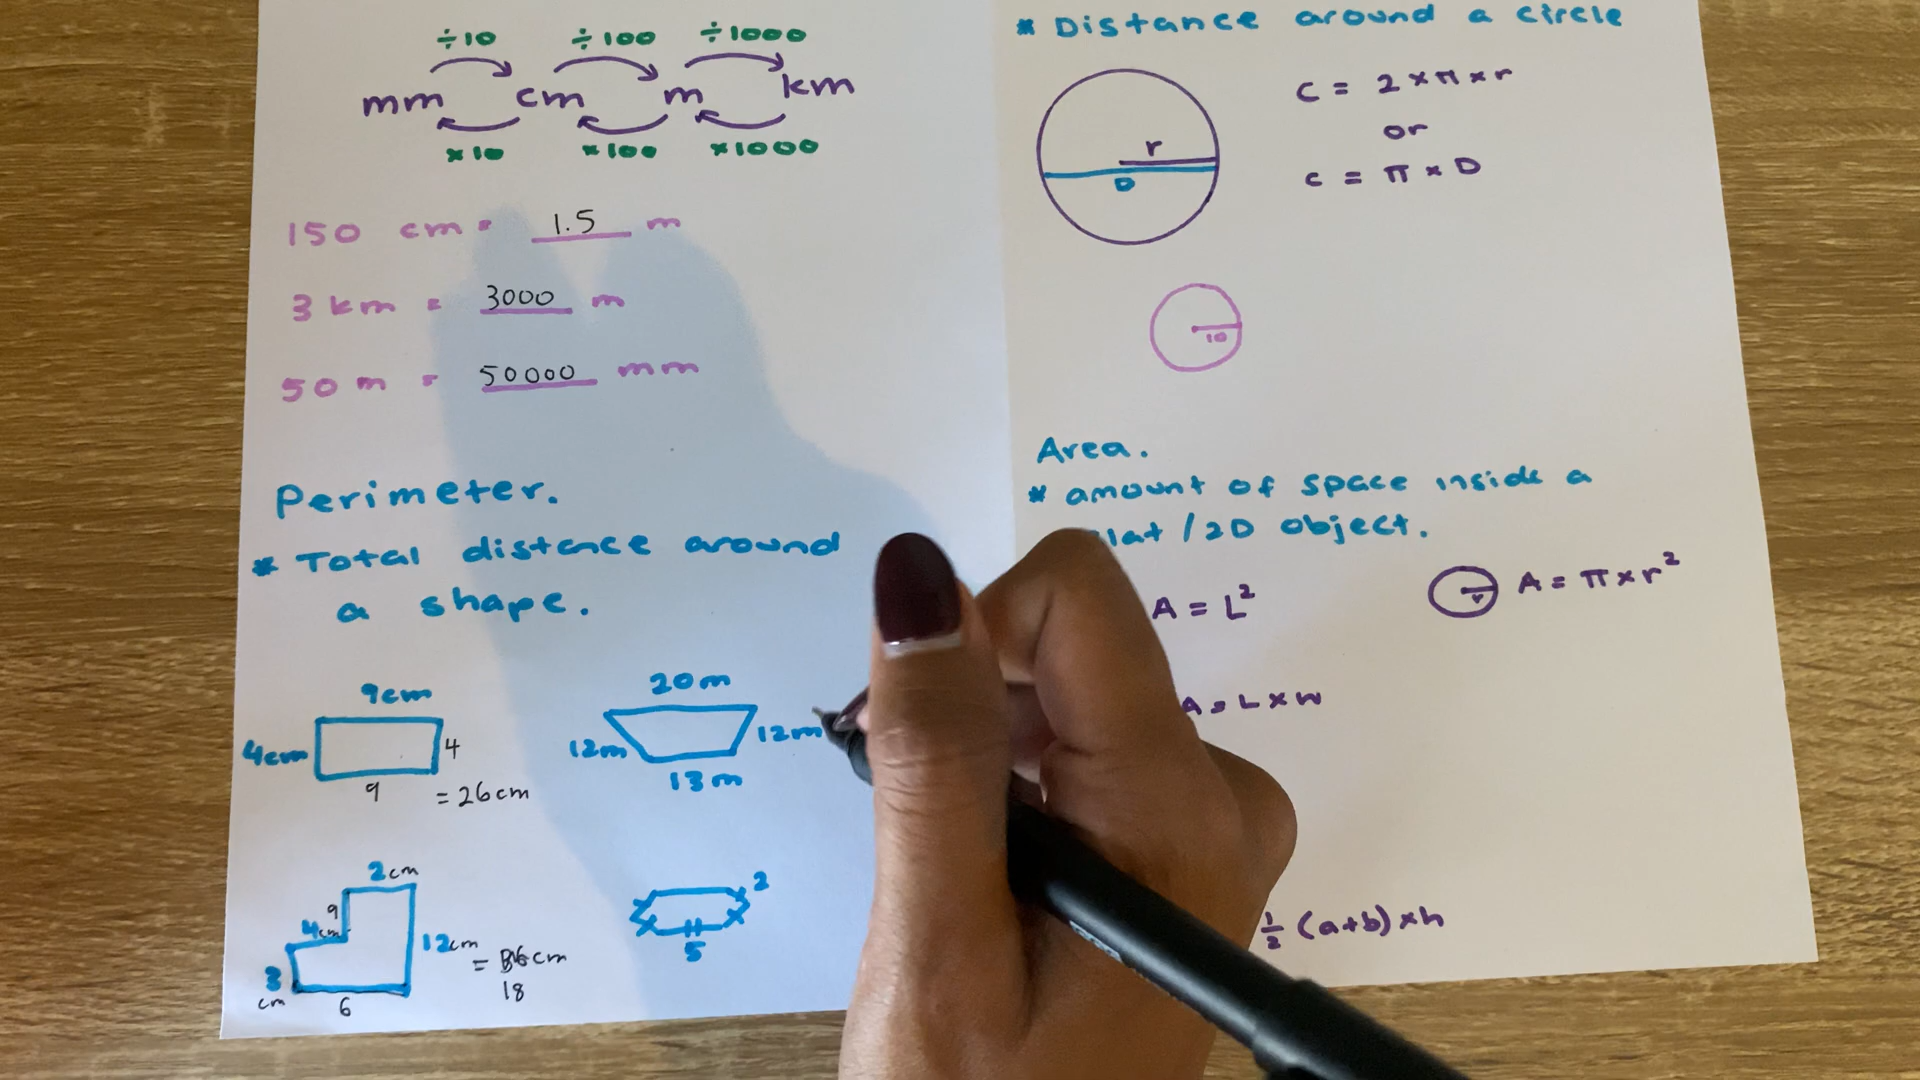 ÷10 ÷100 ÷1000
mm cm m km
×10 ×100 ×1000
150 cm = 1.5 m
3 km = 3000 m
50 m = 50000 mm
Perimeter.
* Total distance around
a shape.
9cm
4cm 4
9
= 26cm
20m
12m 12m
13m
2cm
9
4cm
12cm
3
cm
6
= cm
18
2
5
* Distance around a circle
r
D
C = 2 × π × r
or
C = π × D
10
Area.
* amount of space inside a
lat / 2D object.
A = L²
r
A = π × r²
A = L × W
½ (a+b) × h